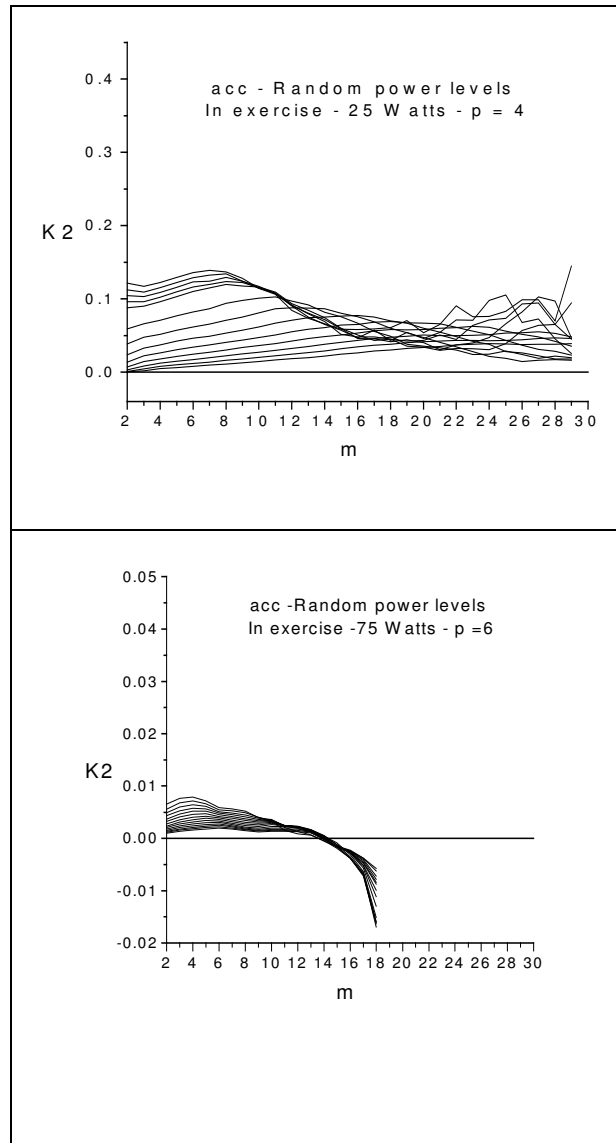 acc - Random power levels
In exercise - 25 Watts - p = 4
0.4
0.3
K2
0.2
0.1
0.0
2 4 6 8 10 12 14 16 18 20 22 24 26 28 30
m
0.05
acc -Random power levels
In exercise -75 Watts - p =6
0.04
0.03
0.02
K2
0.01
0.00
-0.01
-0.02
2 4 6 8 10 12 14 16 18 20 22 24 26 28 30
m